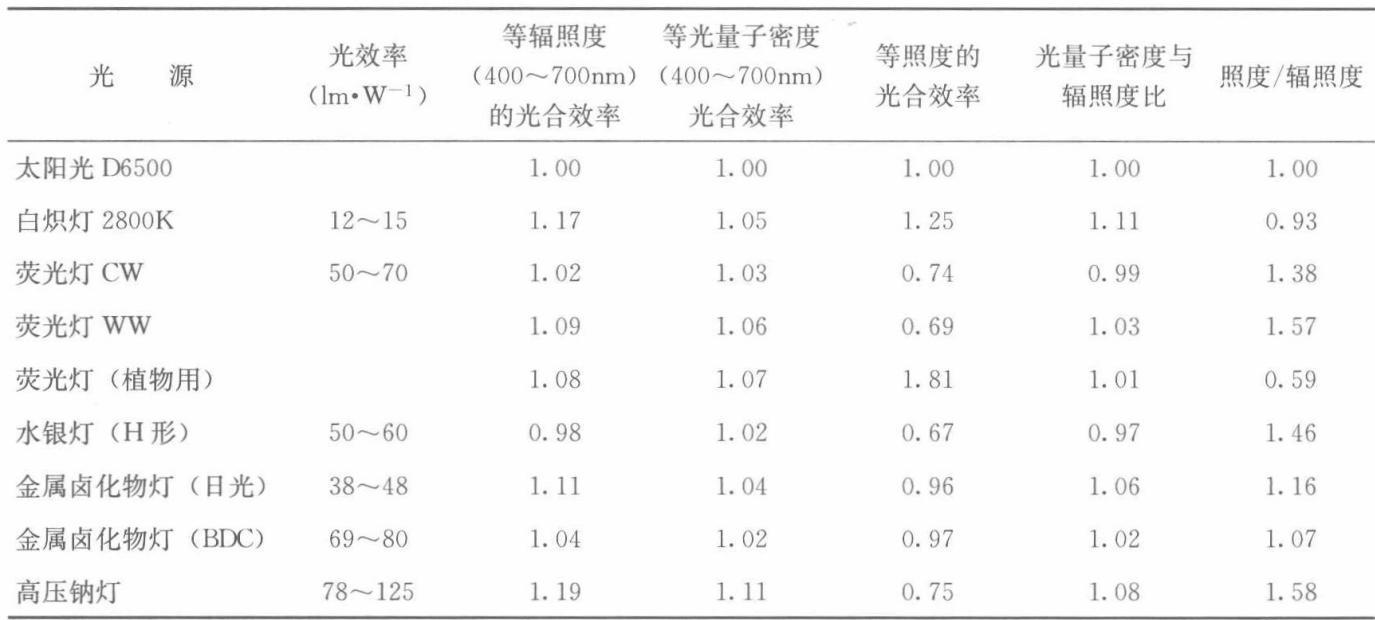 光 源 光效率 (lm·W⁻¹) 等辐照度 (400～700nm) 的光合效率 等光量子密度 (400～700nm) 光合效率 等照度的 光合效率 光量子密度与 辐照度比 照度/辐照度
太阳光 D6500 1.00 1.00 1.00 1.00 1.00
白炽灯 2800K 12～15 1.17 1.05 1.25 1.11 0.93
荧光灯 CW 50～70 1.02 1.03 0.74 0.99 1.38
荧光灯 WW 1.09 1.06 0.69 1.03 1.57
荧光灯（植物用） 1.08 1.07 1.81 1.01 0.59
水银灯（H 形） 50～60 0.98 1.02 0.67 0.97 1.46
金属卤化物灯（日光） 38～48 1.11 1.04 0.96 1.06 1.16
金属卤化物灯（BDC） 69～80 1.04 1.02 0.97 1.02 1.07
高压钠灯 78～125 1.19 1.11 0.75 1.08 1.58